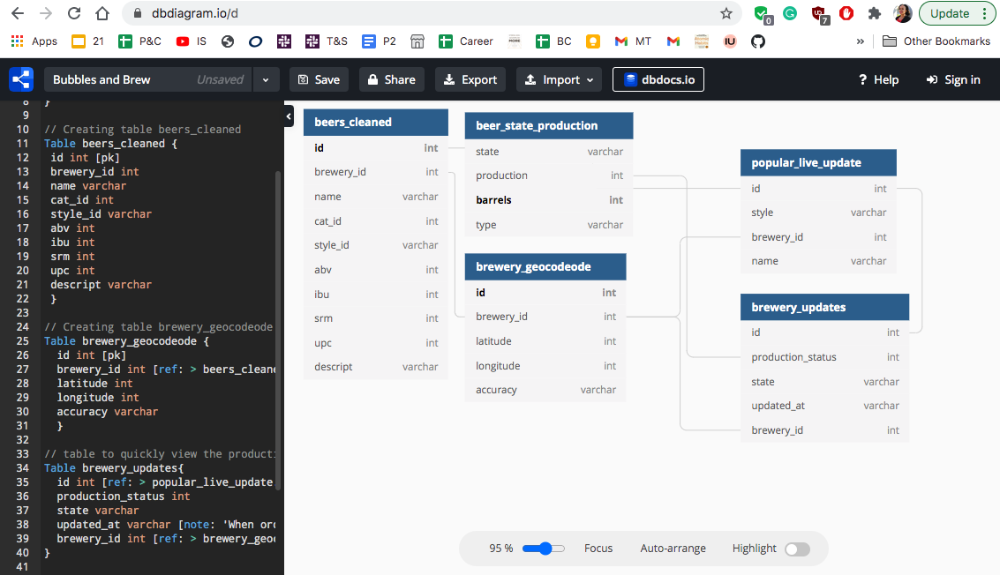 dbdiagram.io/d
0
7
Update
Apps
21
P&C
IS
T&S
P2
Career
MORE
BC
MT
IU
»
Other Bookmarks
Bubbles and Brew
Unsaved
Save
Share
Export
Import
dbdocs.io
? Help
Sign in
8 }
9
10 // Creating table beers_cleaned
11 Table beers_cleaned {
12 id int [pk]
13 brewery_id int
14 name varchar
15 cat_id int
16 style_id varchar
17 abv int
18 ibu int
19 srm int
20 upc int
21 descript varchar
22 }
23
24 // Creating table brewery_geocodeode
25 Table brewery_geocodeode {
26 id int [pk]
27 brewery_id int [ref: > beers_cleane
28 latitude int
29 longitude int
30 accuracy varchar
31 }
32
33 // table to quickly view the producti
34 Table brewery_updates{
35 id int [ref: > popular_live_update
36 production_status int
37 state varchar
38 updated_at varchar [note: 'When orc
39 brewery_id int [ref: > brewery_geoc
40 }
41
beers_cleaned
id int
brewery_id int
name varchar
cat_id int
style_id varchar
abv int
ibu int
srm int
upc int
descript varchar
beer_state_production
state varchar
production int
barrels int
type varchar
brewery_geocodeode
id int
brewery_id int
latitude int
longitude int
accuracy varchar
popular_live_update
id int
style varchar
brewery_id int
name varchar
brewery_updates
id int
production_status int
state varchar
updated_at varchar
brewery_id int
95 %
Focus
Auto-arrange
Highlight